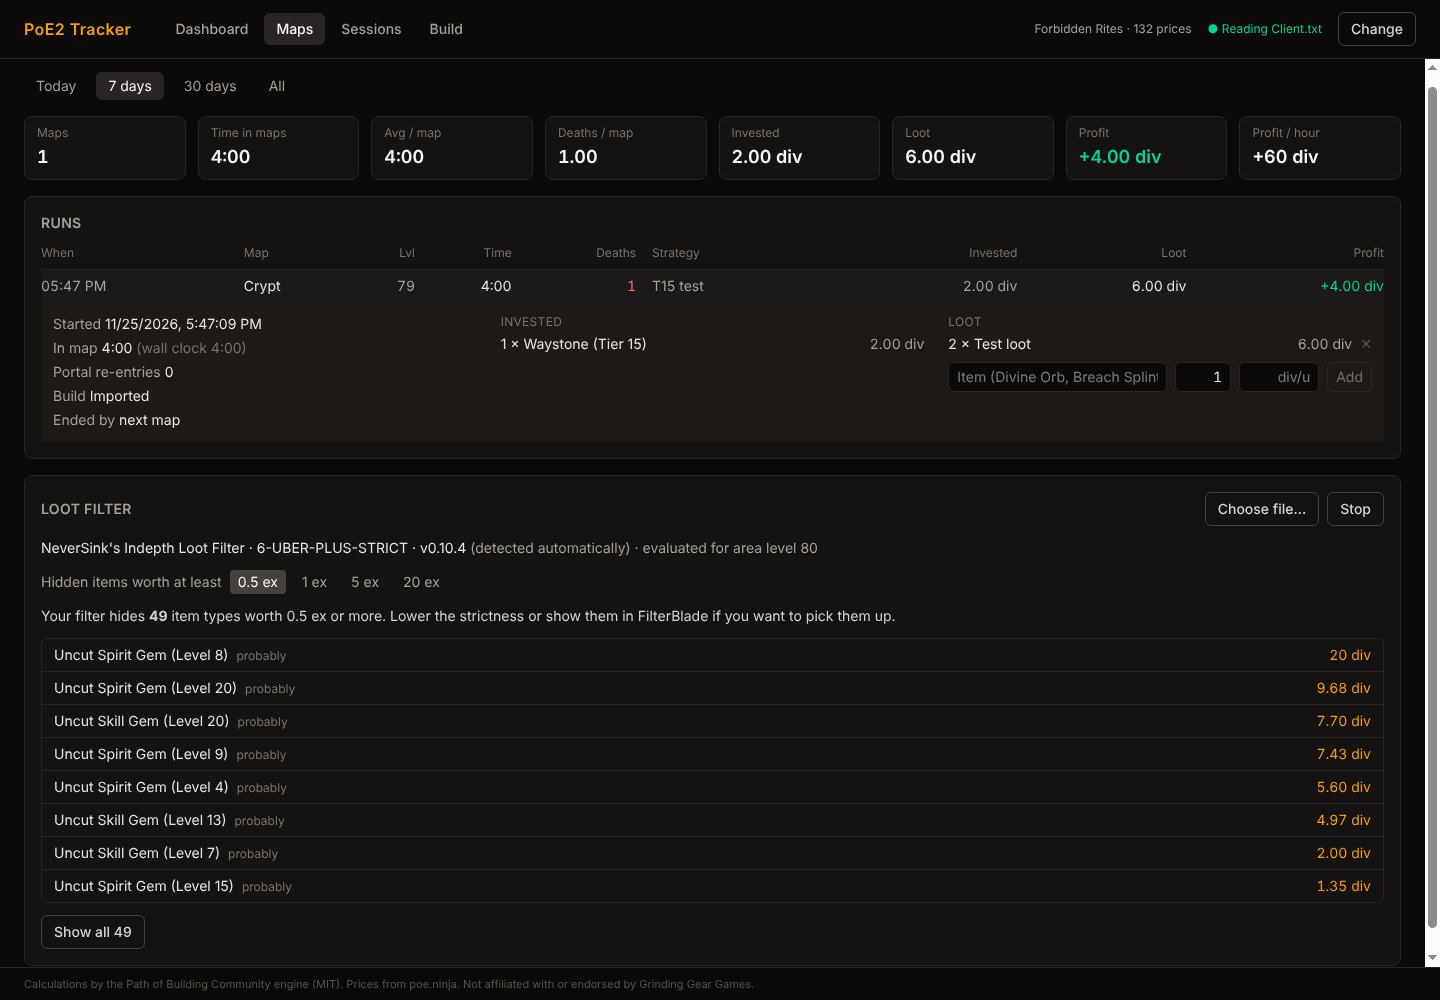 PoE2 Tracker Dashboard Maps Sessions Build Forbidden Rites · 132 prices Reading Client.txt Change
Today 7 days 30 days All
Maps Time in maps Avg / map Deaths / map Invested Loot Profit Profit / hour
1 4:00 4:00 1.00 2.00 div 6.00 div +4.00 div +60 div
RUNS
When Map Lvl Time Deaths Strategy Invested Loot Profit
05:47 PM Crypt 79 4:00 1 T15 test 2.00 div 6.00 div +4.00 div
Started 11/25/2026, 5:47:09 PM
In map 4:00 (wall clock 4:00)
Portal re-entries 0
Build Imported
Ended by next map
INVESTED
1 × Waystone (Tier 15) 2.00 div
LOOT
2 × Test loot 6.00 div ×
Item (Divine Orb, Breach Splint 1 div/u Add
LOOT FILTER Choose file... Stop
NeverSink's Indepth Loot Filter · 6-UBER-PLUS-STRICT · v0.10.4 (detected automatically) · evaluated for area level 80
Hidden items worth at least 0.5 ex 1 ex 5 ex 20 ex
Your filter hides 49 item types worth 0.5 ex or more. Lower the strictness or show them in FilterBlade if you want to pick them up.
Uncut Spirit Gem (Level 8) probably 20 div
Uncut Spirit Gem (Level 20) probably 9.68 div
Uncut Skill Gem (Level 20) probably 7.70 div
Uncut Spirit Gem (Level 9) probably 7.43 div
Uncut Spirit Gem (Level 4) probably 5.60 div
Uncut Skill Gem (Level 13) probably 4.97 div
Uncut Skill Gem (Level 7) probably 2.00 div
Uncut Spirit Gem (Level 15) probably 1.35 div
Show all 49
Calculations by the Path of Building Community engine (MIT). Prices from poe.ninja. Not affiliated with or endorsed by Grinding Gear Games.